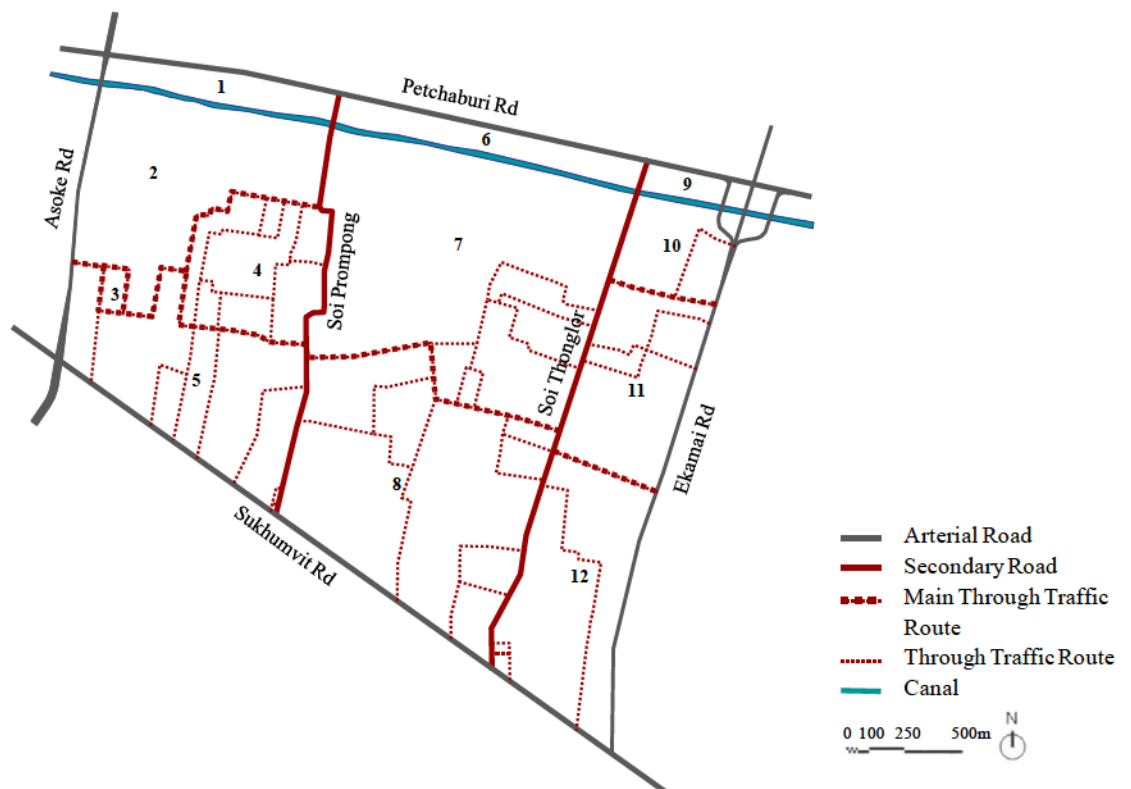 Petchaburi Rd
1
6
9
2
Asoke Rd
Soi Prompong
7
10
4
3
Soi Thonglor
5
11
Ekamai Rd
8
Sukhumvit Rd
12
Arterial Road
Secondary Road
Main Through Traffic
Route
Through Traffic Route
Canal
0 100 250 500m
N